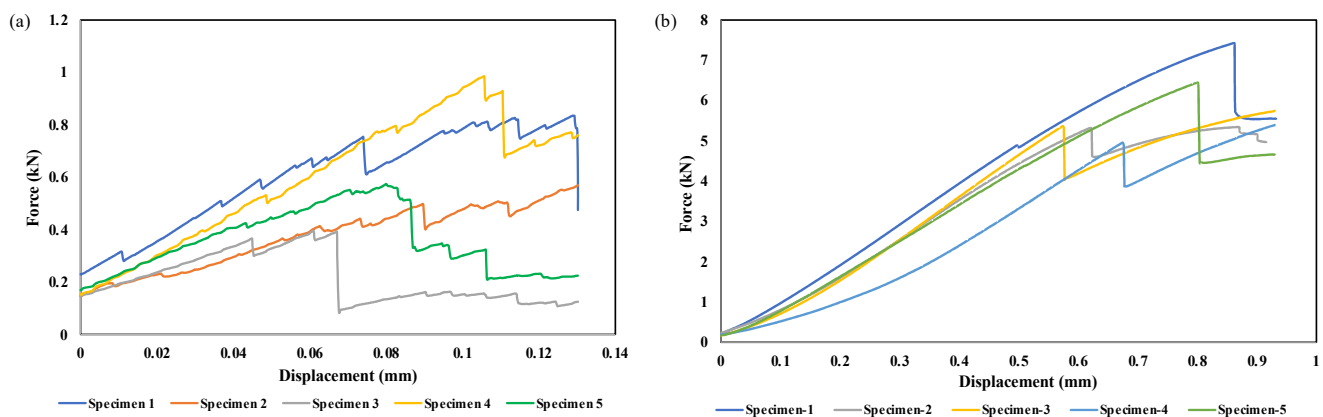 (a)
Force (kN)
1.2
1
0.8
0.6
0.4
0.2
0
0 0.02 0.04 0.06 0.08 0.1 0.12 0.14
Displacement (mm)
Specimen 1 Specimen 2 Specimen 3 Specimen 4 Specimen 5
(b)
Force (kN)
8
7
6
5
4
3
2
1
0
0 0.1 0.2 0.3 0.4 0.5 0.6 0.7 0.8 0.9 1
Displacement (mm)
Specimen-1 Specimen-2 Specimen-3 Specimen-4 Specimen-5